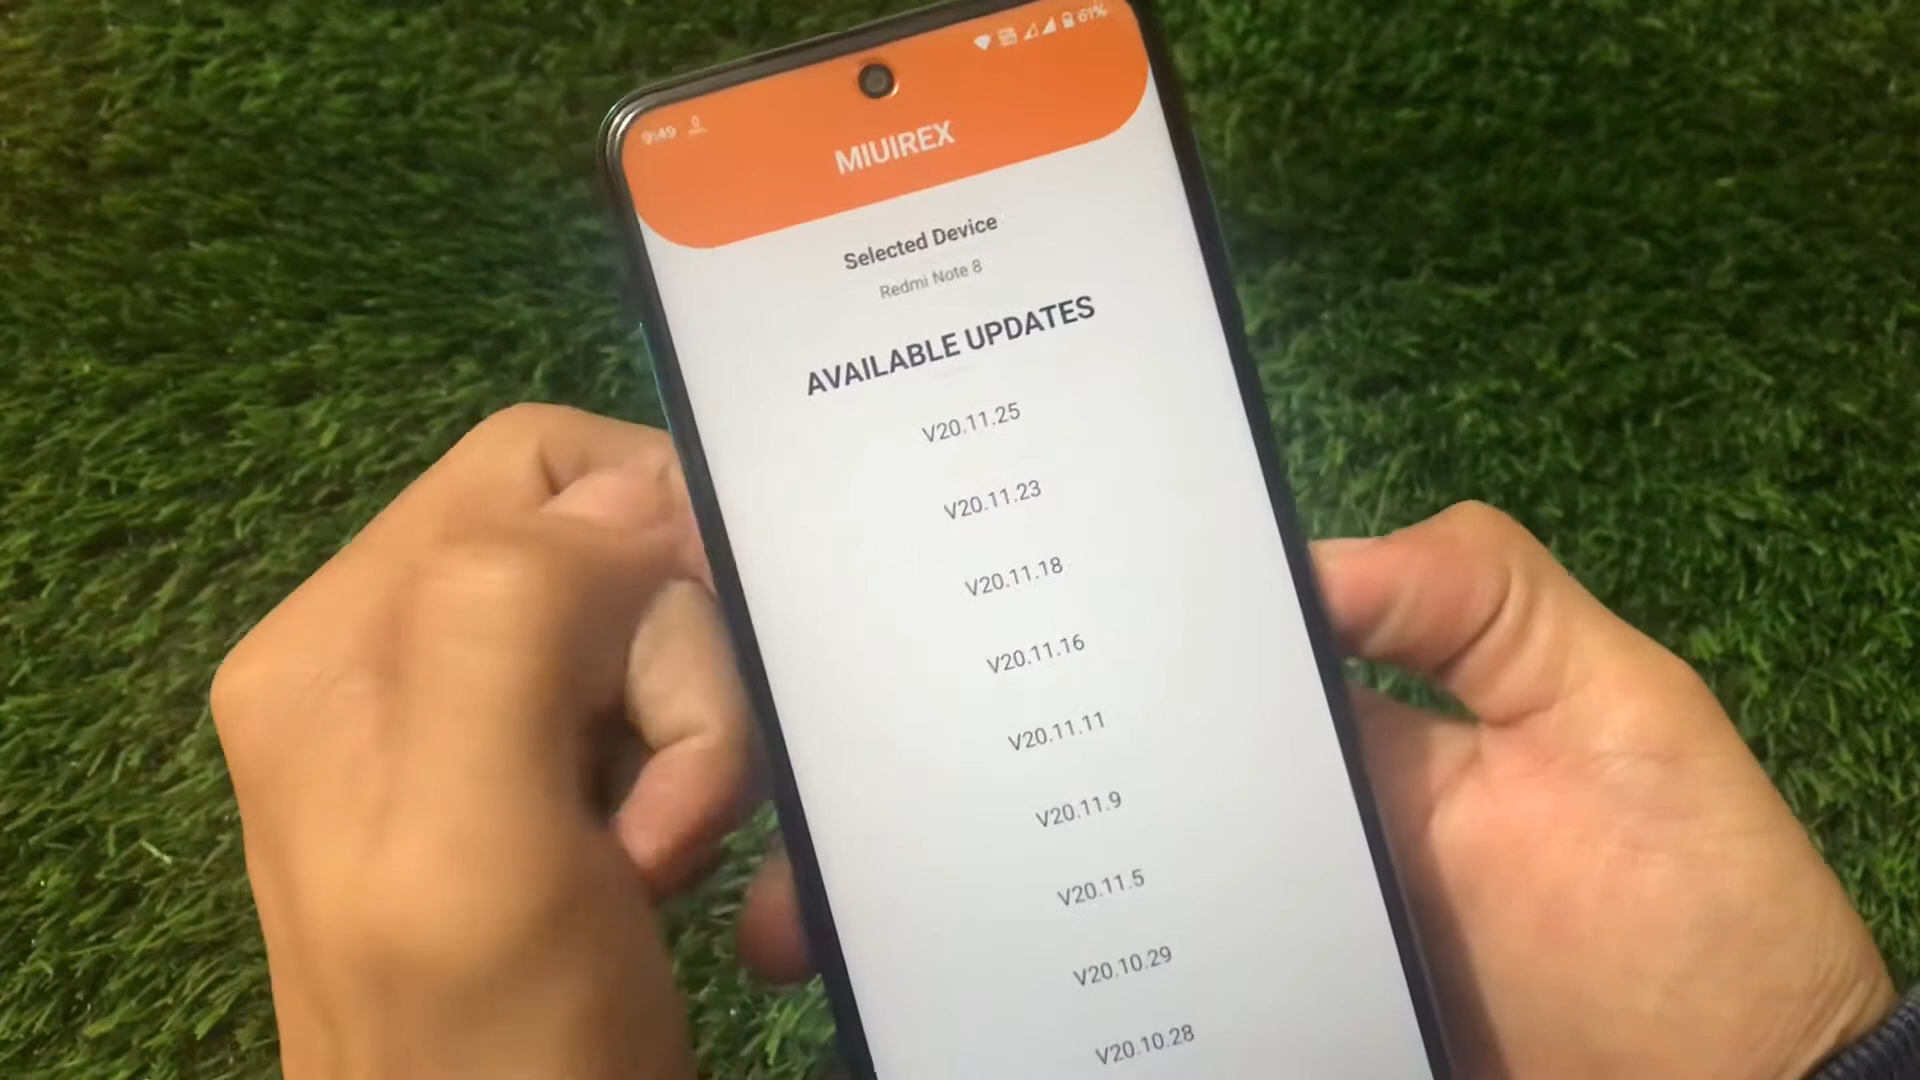 9:49
61%
MIUIREX
Selected Device
Redmi Note 8
AVAILABLE UPDATES
V20.11.25
V20.11.23
V20.11.18
V20.11.16
V20.11.11
V20.11.9
V20.11.5
V20.10.29
V20.10.28